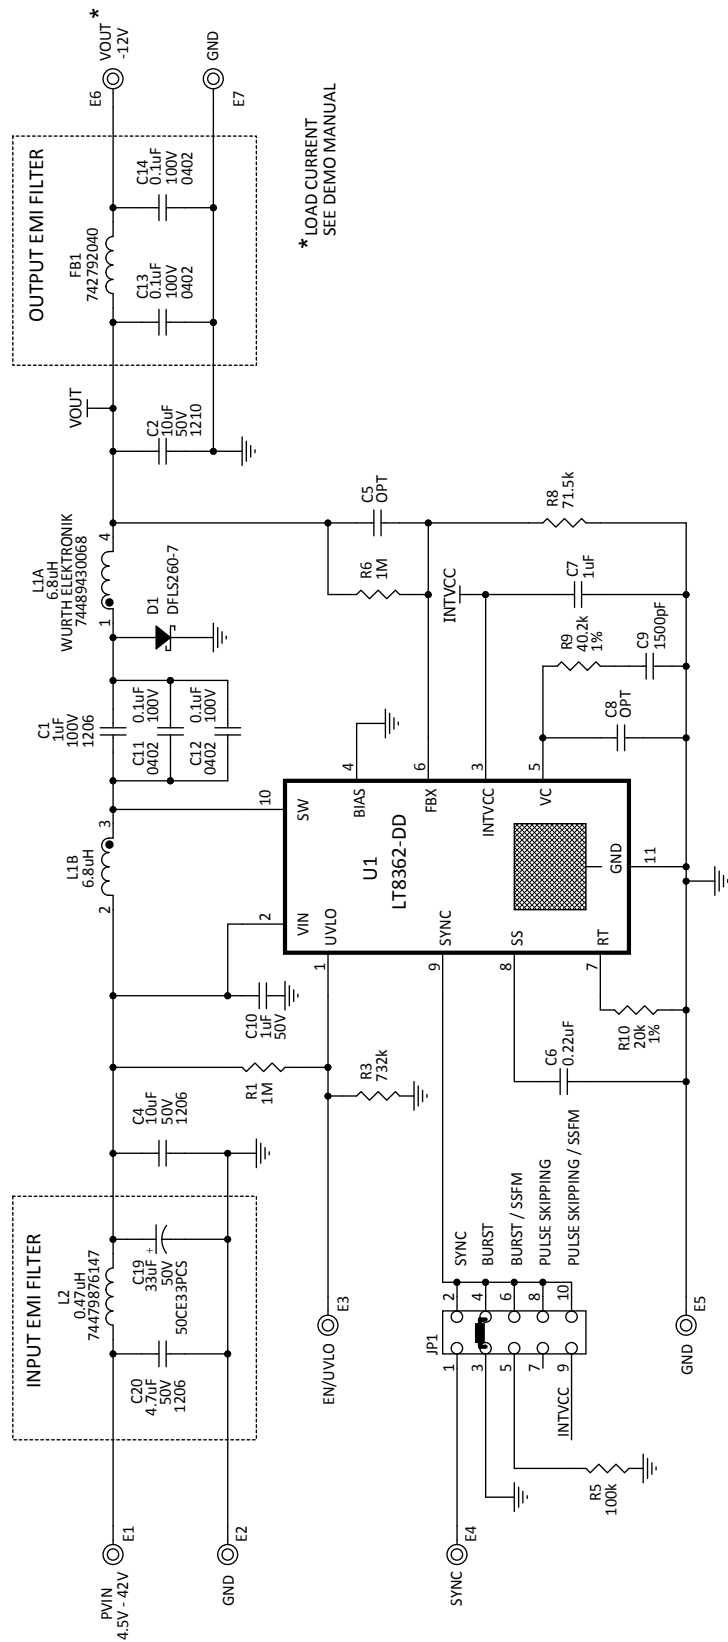 INPUT EMI FILTER
L2
0.47uH
74479876147
C20
4.7uF
50V
1206
C19
33uF
50V
50CE33PCS
+
PVIN
4.5V - 42V
E1
GND
E2
C4
10uF
50V
1206
R1
1M
C10
1uF
50V
L1B
6.8uH
2
3
C1
1uF
100V
1206
C11
0402
0.1uF
100V
C12
0402
0.1uF
100V
L1A
6.8uH
WURTH ELEKTRONIK
74489430068
1
4
D1
DFLS260-7
C2
10uF
50V
1210
VOUT
OUTPUT EMI FILTER
FB1
742792040
C13
0.1uF
100V
0402
C14
0.1uF
100V
0402
E6
VOUT *
-12V
GND
E7
* LOAD CURRENT
SEE DEMO MANUAL
EN/UVLO
E3
R3
732k
2
VIN
1
UVLO
10
SW
U1
LT8362-DD
4
BIAS
6
FBX
3
INTVCC
5
VC
9
SYNC
8
SS
7
RT
GND
11
R6
1M
C5
OPT
INTVCC
R8
71.5k
C7
1uF
R9
40.2k
1%
C9
1500pF
C8
OPT
R10
20k
1%
C6
0.22uF
SYNC
E4
JP1
1
2
SYNC
3
4
BURST
5
6
BURST / SSFM
7
8
PULSE SKIPPING
9
10
PULSE SKIPPING / SSFM
INTVCC
R5
100k
GND
E5